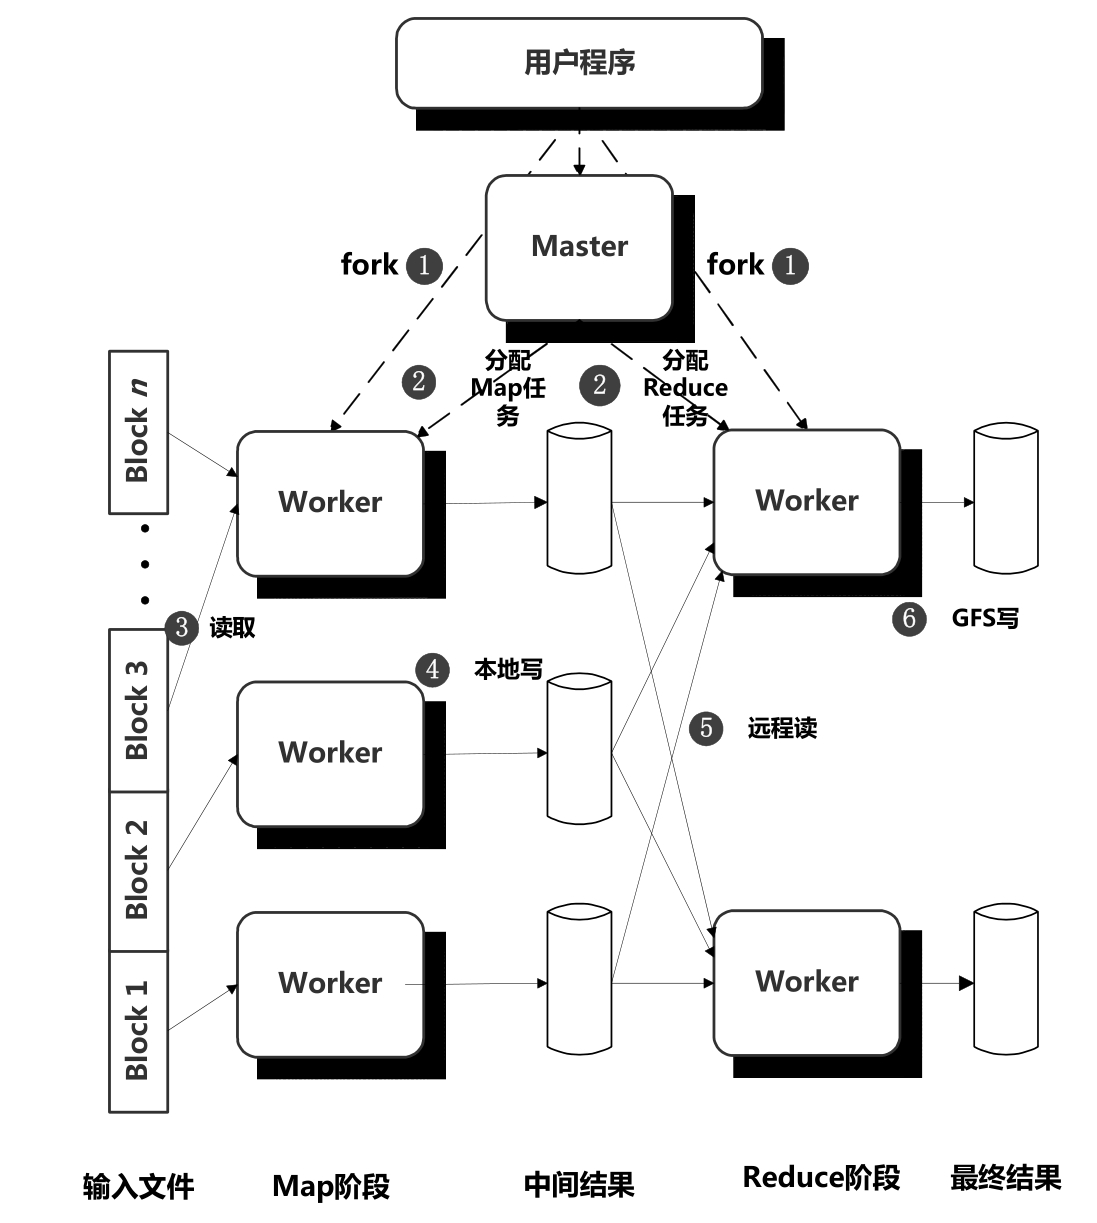 用户程序
Master
fork ①
fork ①
②
分配
Map任
务
②
分配
Reduce
任务
Block n
Worker
Worker
③ 读取
⑥ GFS写
Block 3
④ 本地写
Worker
⑤ 远程读
Block 2
Worker
Worker
Block 1
输入文件
Map阶段
中间结果
Reduce阶段
最终结果